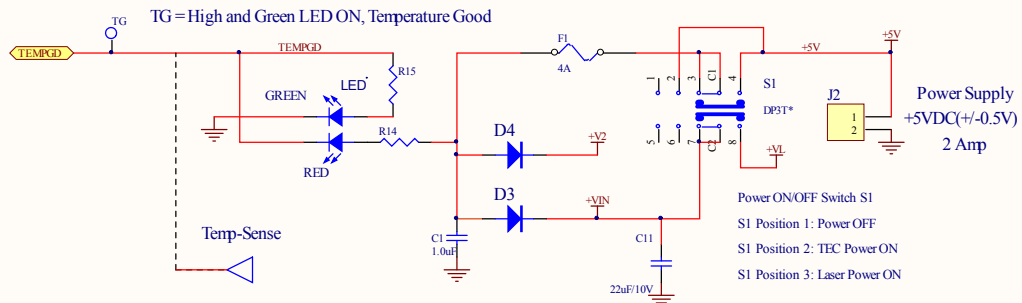 TG = High and Green LED ON, Temperature Good
TG
TEMPGD
TEMPGD
R15
LED
GREEN
R14
RED
Temp-Sense
F1
4A
D4
+V2
D3
+VIN
C1
1.0uF
C11
22uF/10V
1
2
3
C1
4
S1
DP3T*
5
6
7
C2
8
+VL
+5V
+5V
J2
1
2
Power Supply
+5VDC(+/-0.5V)
2 Amp
Power ON/OFF Switch S1
S1 Position 1: Power OFF
S1 Position 2: TEC Power ON
S1 Position 3: Laser Power ON